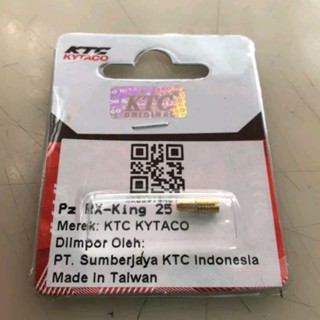 KTC
KYTACO
KTC
ORIGINAL
Pz RX-King 25
Merek: KTC KYTACO
Diimpor Oleh:
PT. Sumberjaya KTC Indonesia
Made in Taiwan